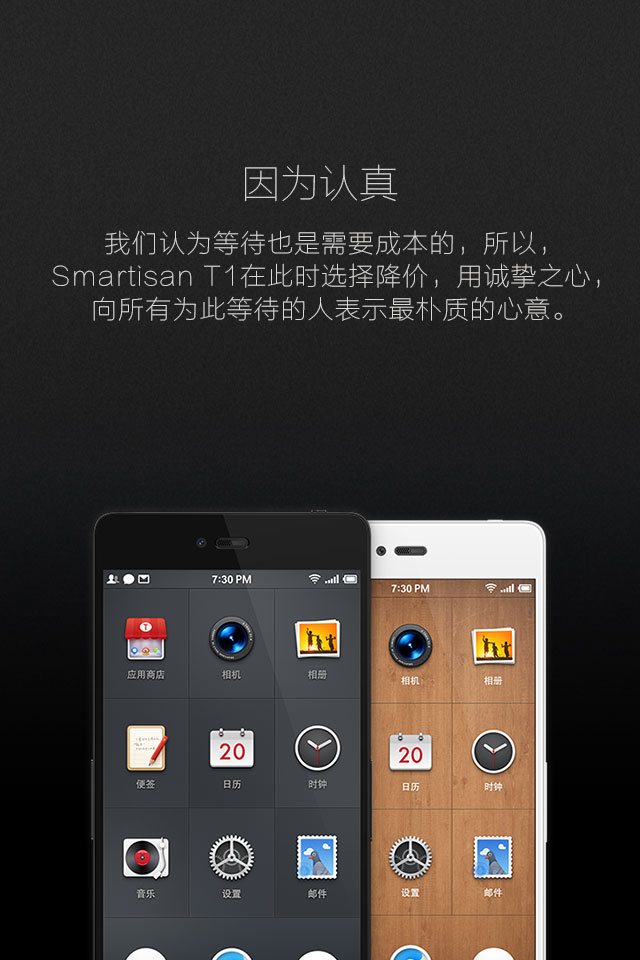 因为认真
我们认为等待也是需要成本的，所以，
Smartisan T1在此时选择降价，用诚挚之心，
向所有为此等待的人表示最朴质的心意。
7:30 PM
7:30 PM
T
应用商店
相机
相册
相机
相册
20
20
便签
日历
时钟
日历
时钟
音乐
设置
邮件
设置
邮件